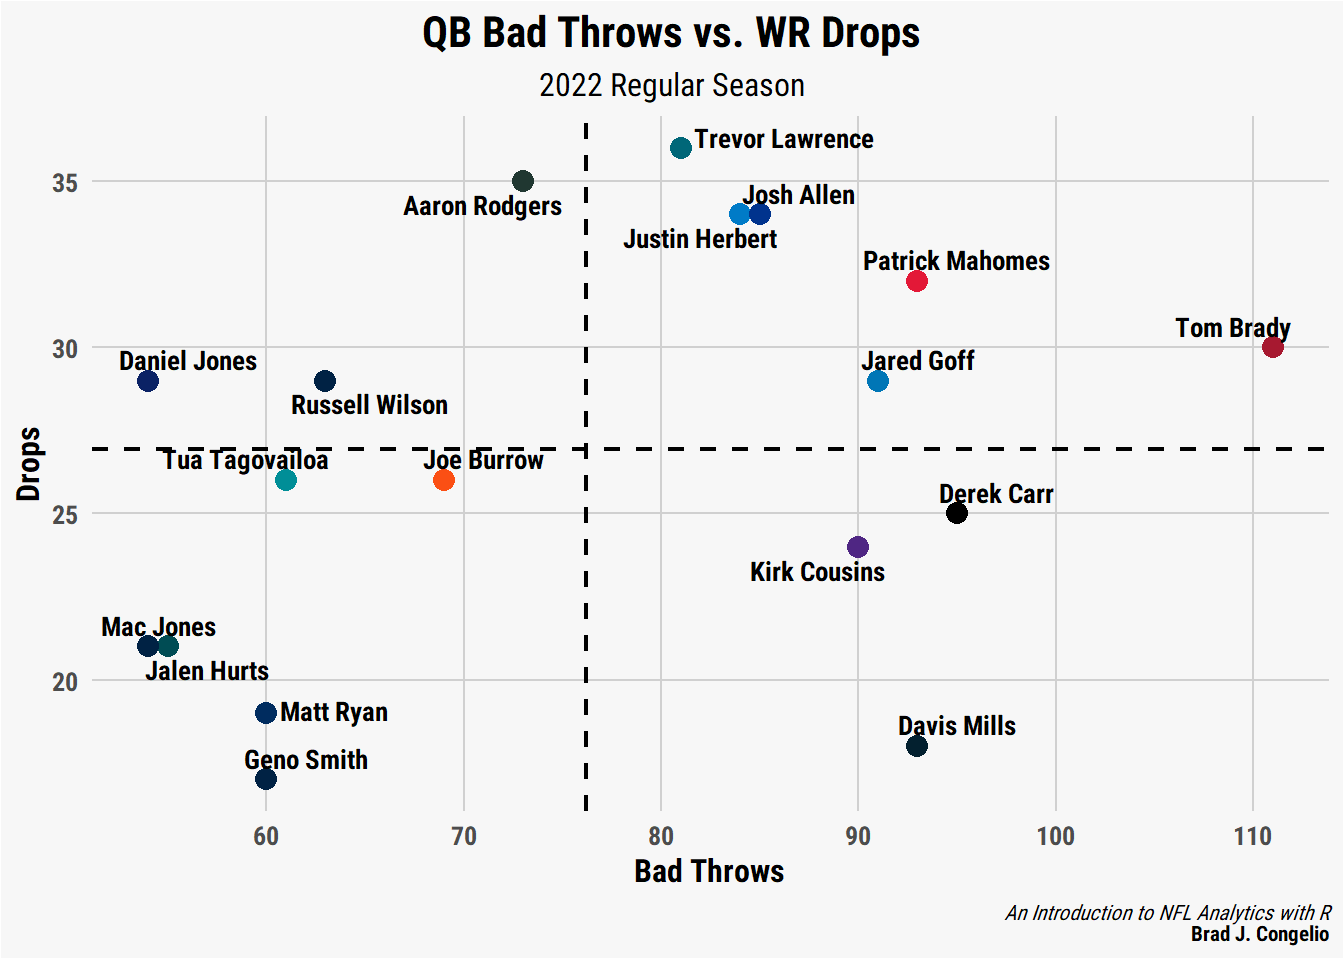 QB Bad Throws vs. WR Drops
2022 Regular Season
Trevor Lawrence
35
Aaron Rodgers
Josh Allen
Justin Herbert
Patrick Mahomes
Tom Brady
30
Daniel Jones
Jared Goff
Russell Wilson
Drops
Tua Tagovailoa
Joe Burrow
Derek Carr
25
Kirk Cousins
Mac Jones
Jalen Hurts
20
Matt Ryan
Davis Mills
Geno Smith
60 70 80 90 100 110
Bad Throws
An Introduction to NFL Analytics with R
Brad J. Congelio